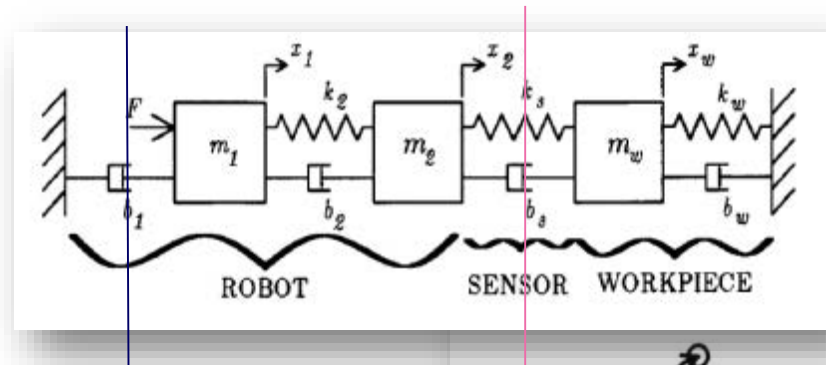 x1 x2 xw
F k2 ks kw
m1 m2 mw
b1 b2 bs bw
ROBOT SENSOR WORKPIECE